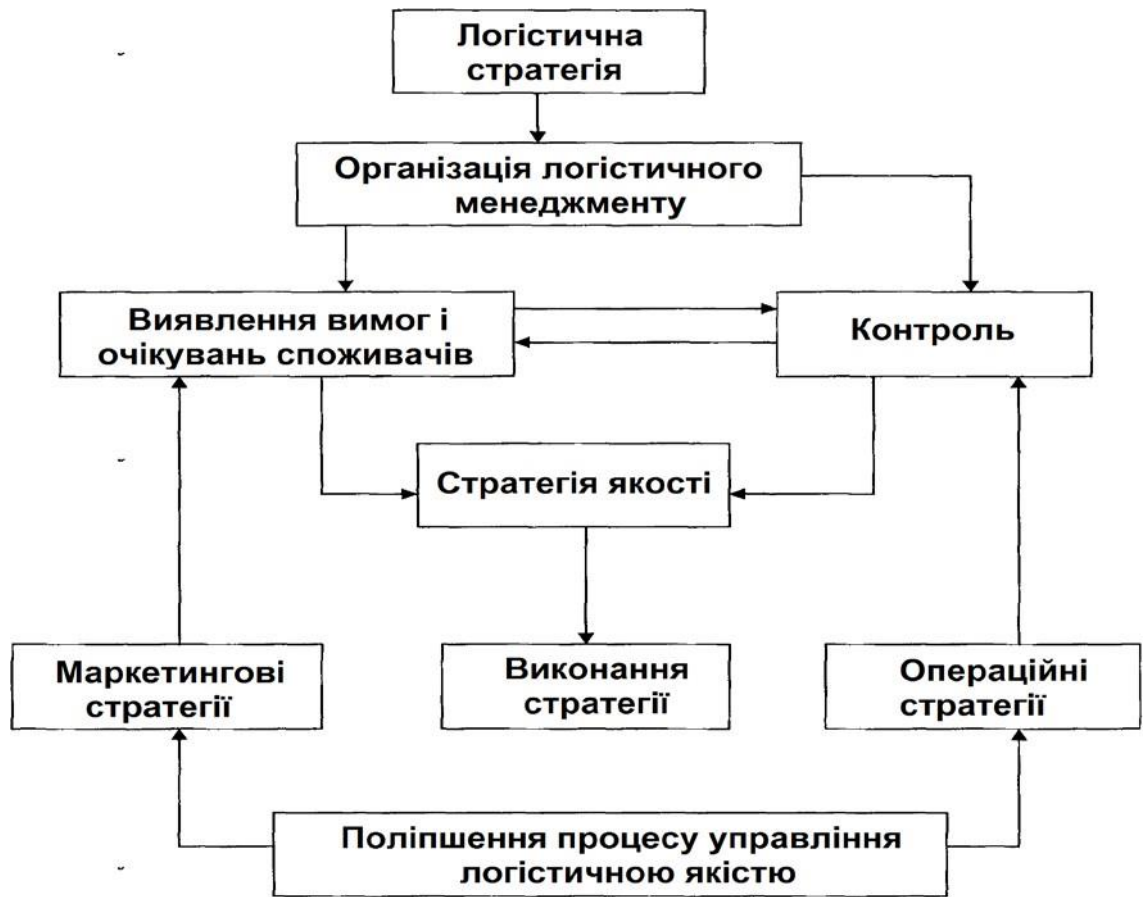 Логістична
стратегія
Організація логістичного
менеджменту
Виявлення вимог і
очікувань споживачів
Контроль
Стратегія якості
Маркетингові
стратегії
Виконання
стратегії
Операційні
стратегії
Поліпшення процесу управління
логістичною якістю